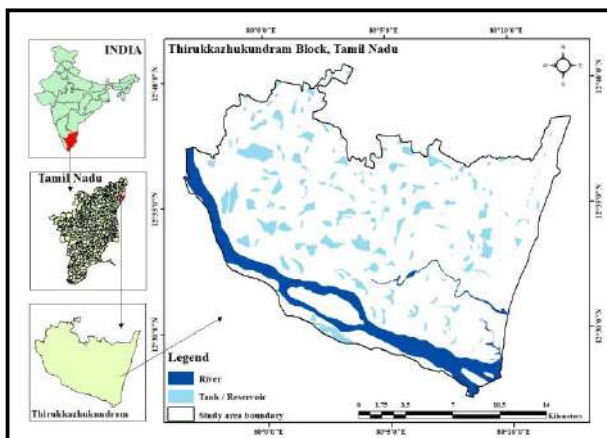 INDIA
Tamil Nadu
Thirukkazhukundram
Thirukkazhukundram Block, Tamil Nadu
80°0'0"E 80°5'0"E 80°10'0"E
N
Legend
River
Tank / Reservoir
Study area boundary
0 1.75 3.5 7 10.5 14
Kilometers
80°0'0"E 80°5'0"E 80°10'0"E